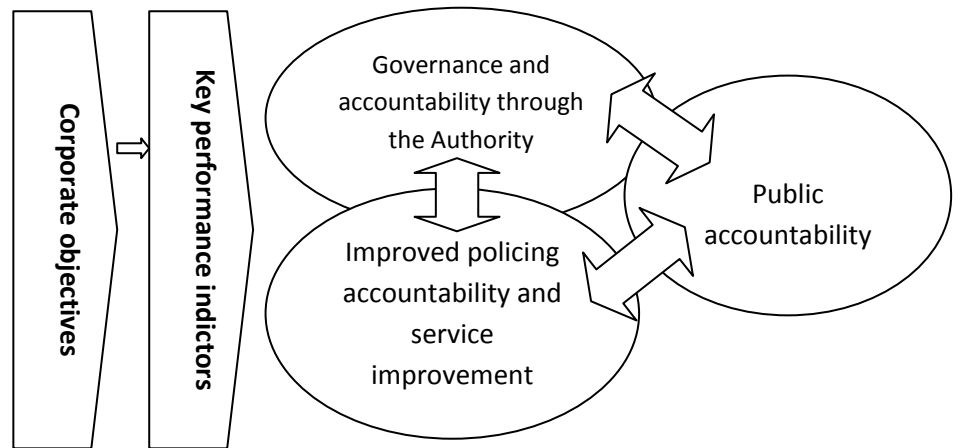 Corporate objectives
Key performance indictors
Governance and
accountability through
the Authority
Improved policing
accountability and
service
improvement
Public
accountability